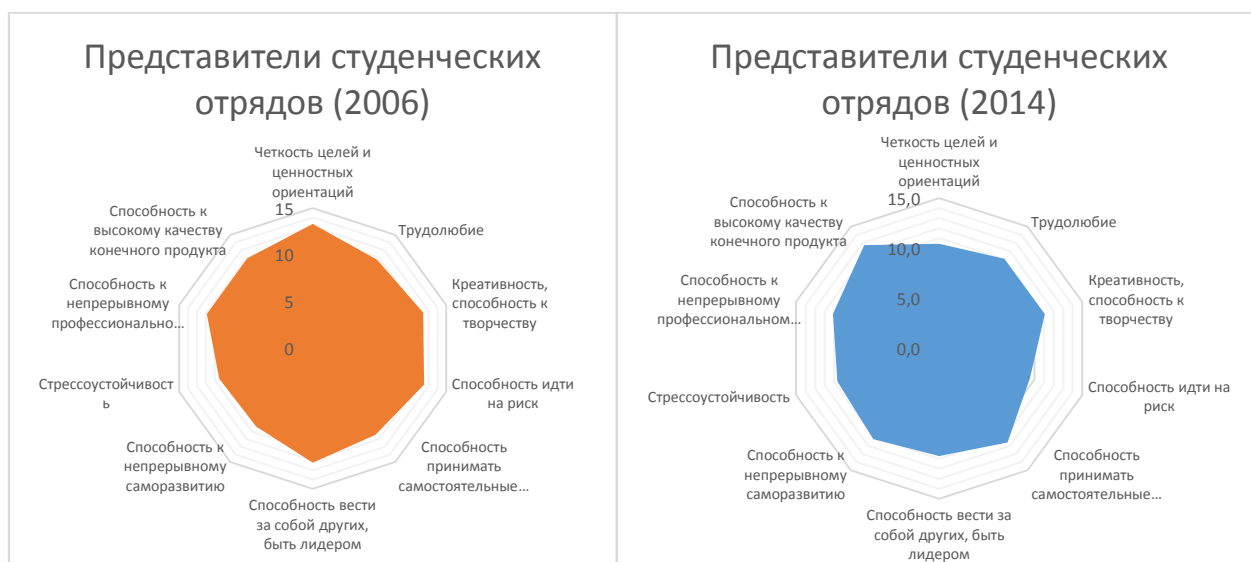 Представители студенческих
отрядов (2006)
Четкость целей и
ценностных
ориентаций
Трудолюбие
Креативность,
способность к
творчеству
Способность идти
на риск
Способность
принимать
самостоятельные…
Способность вести
за собой других,
быть лидером
Способность к
непрерывному
саморазвитию
Стрессоустойчивост
ь
Способность к
непрерывному
профессионально…
Способность к
высокому качеству
конечного продукта
15
10
5
0
Представители студенческих
отрядов (2014)
Четкость целей и
ценностных
ориентаций
Трудолюбие
Креативность,
способность к
творчеству
Способность идти на
риск
Способность
принимать
самостоятельные…
Способность вести за
собой других, быть
лидером
Способность к
непрерывному
саморазвитию
Стрессоустойчивость
Способность к
непрерывному
профессиональном…
Способность к
высокому качеству
конечного продукта
15,0
10,0
5,0
0,0